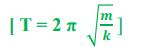 [ T = 2 π √(m/k) ]